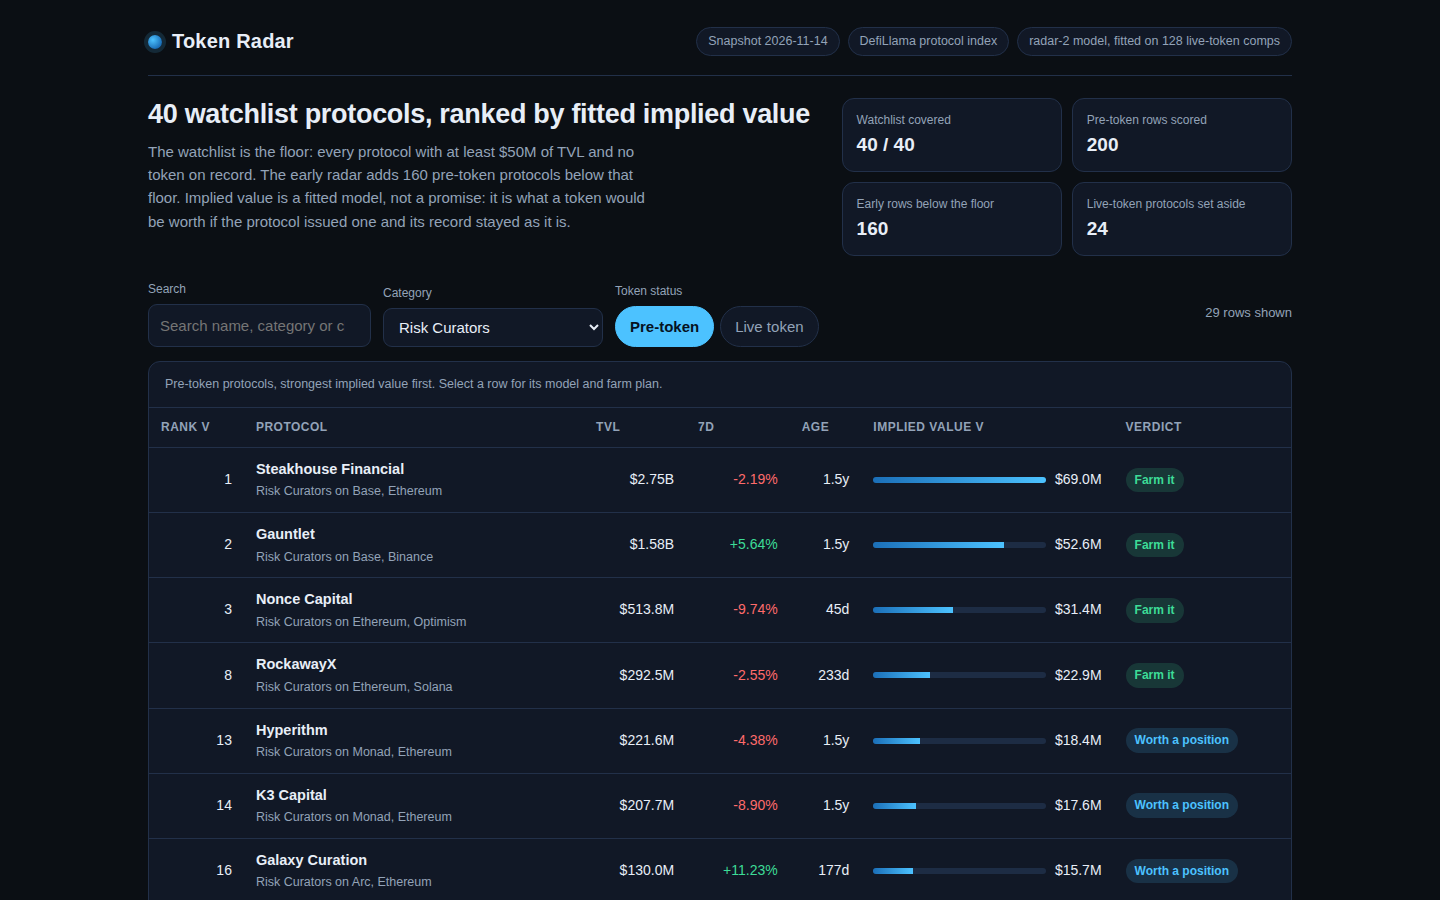 Token Radar
Snapshot 2026-11-14
DefiLlama protocol index
radar-2 model, fitted on 128 live-token comps
40 watchlist protocols, ranked by fitted implied value
The watchlist is the floor: every protocol with at least $50M of TVL and no
token on record. The early radar adds 160 pre-token protocols below that
floor. Implied value is a fitted model, not a promise: it is what a token would
be worth if the protocol issued one and its record stayed as it is.
Watchlist covered
40 / 40
Pre-token rows scored
200
Early rows below the floor
160
Live-token protocols set aside
24
Search
Search name, category or c
Category
Risk Curators
Token status
Pre-token
Live token
29 rows shown
Pre-token protocols, strongest implied value first. Select a row for its model and farm plan.
RANK V PROTOCOL TVL 7D AGE IMPLIED VALUE V VERDICT
1 Steakhouse Financial $2.75B -2.19% 1.5y $69.0M Farm it
Risk Curators on Base, Ethereum
2 Gauntlet $1.58B +5.64% 1.5y $52.6M Farm it
Risk Curators on Base, Binance
3 Nonce Capital $513.8M -9.74% 45d $31.4M Farm it
Risk Curators on Ethereum, Optimism
8 RockawayX $292.5M -2.55% 233d $22.9M Farm it
Risk Curators on Ethereum, Solana
13 Hyperithm $221.6M -4.38% 1.5y $18.4M Worth a position
Risk Curators on Monad, Ethereum
14 K3 Capital $207.7M -8.90% 1.5y $17.6M Worth a position
Risk Curators on Monad, Ethereum
16 Galaxy Curation $130.0M +11.23% 177d $15.7M Worth a position
Risk Curators on Arc, Ethereum